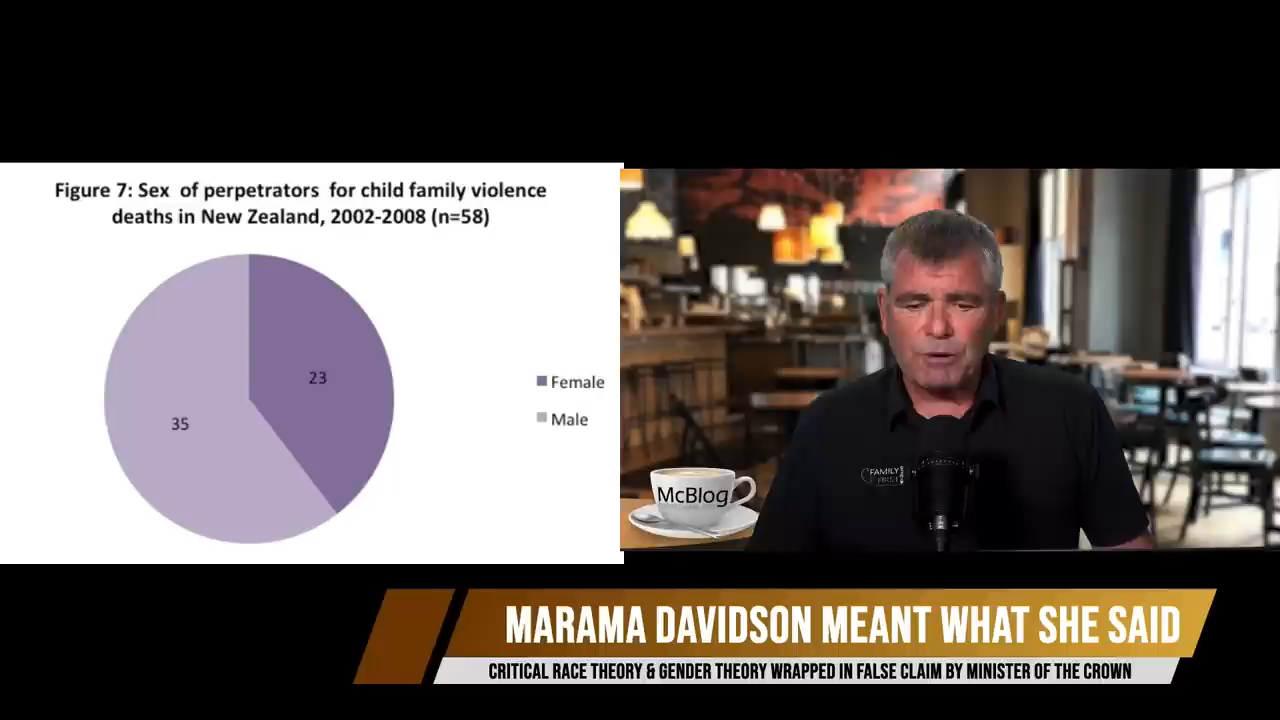 Figure 7: Sex of perpetrators for child family violence
deaths in New Zealand, 2002-2008 (n=58)
23
35
Female
Male
McBlog
FAMILY
FIRST
MARAMA DAVIDSON MEANT WHAT SHE SAID
CRITICAL RACE THEORY & GENDER THEORY WRAPPED IN FALSE CLAIM BY MINISTER OF THE CROWN